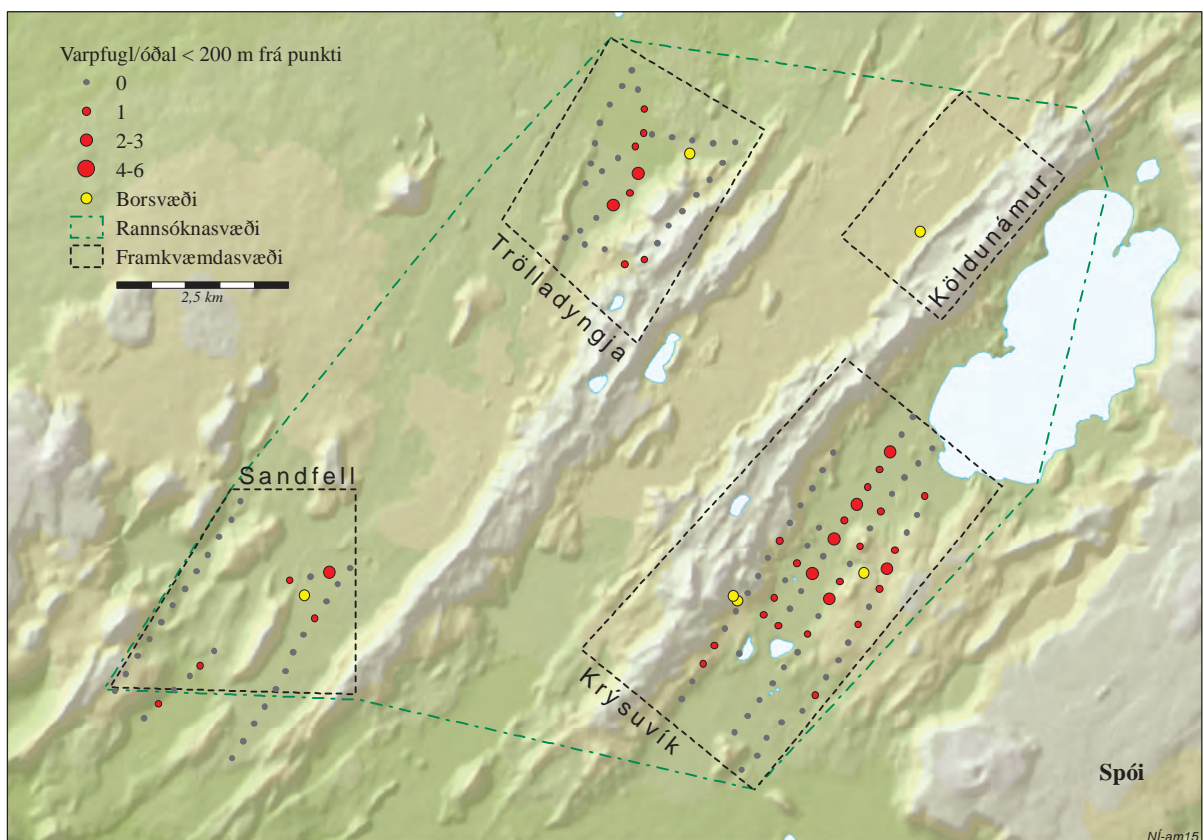 Varpfugl/óðal < 200 m frá punkti
0
1
2-3
4-6
Borsvæði
Rannsóknasvæði
Framkvæmdasvæði
2,5 km
Trölladyngja
Köldunámur
Sandfell
Krýsuvík
Spói
NÍ-am15